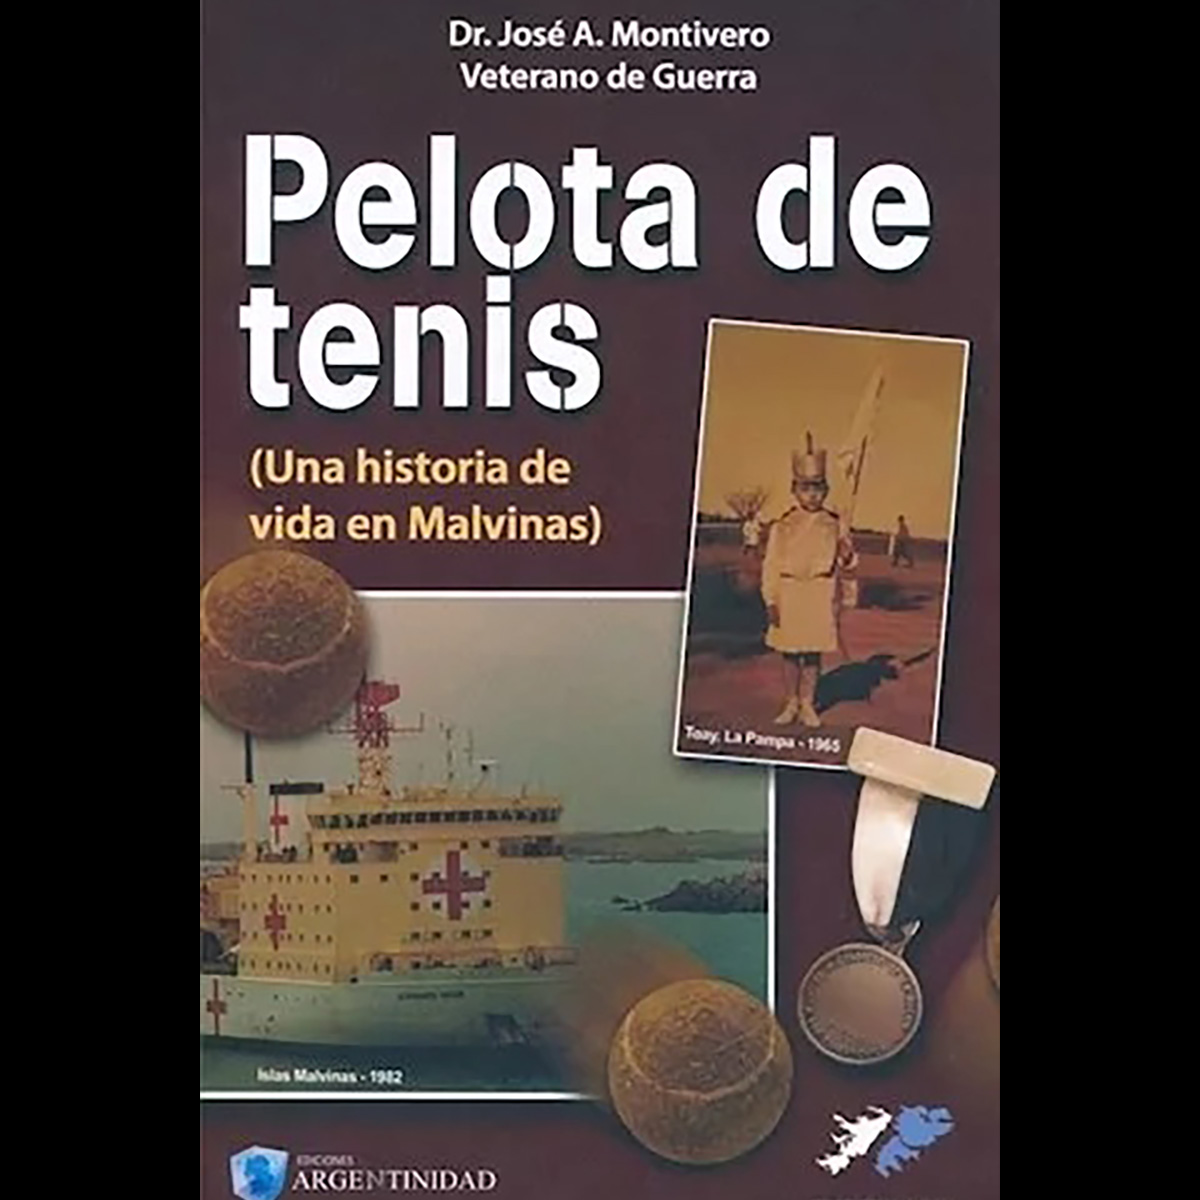 Dr. José A. Montivero
Veterano de Guerra
Pelota de
tenis
(Una historia de
vida en Malvinas)
Toay. La Pampa - 1965
Islas Malvinas - 1982
EDICIONES
ARGENTINIDAD